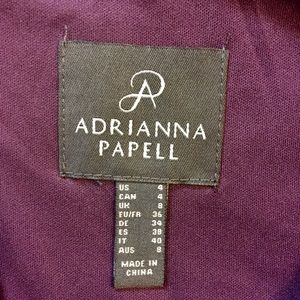 ADRIANNA
PAPELL
US 4
CAN 4
UK 8
EU/FR 36
DE 34
ES 38
IT 40
AUS 8
MADE IN
CHINA